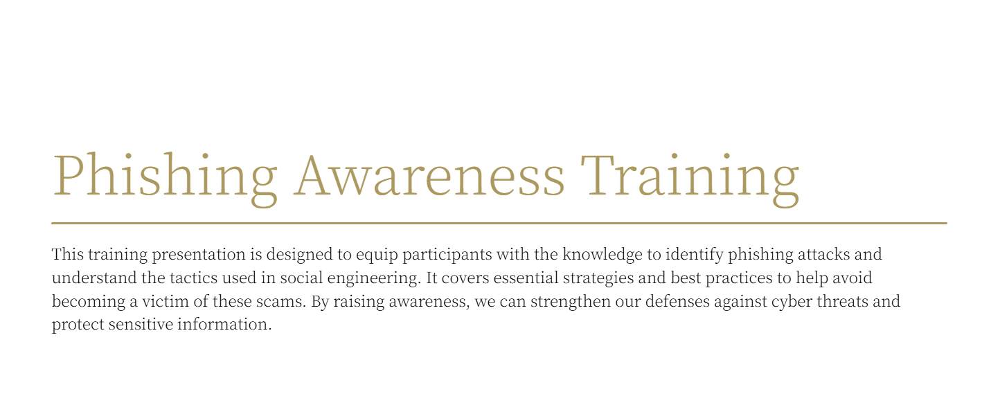 Phishing Awareness Training
This training presentation is designed to equip participants with the knowledge to identify phishing attacks and
understand the tactics used in social engineering. It covers essential strategies and best practices to help avoid
becoming a victim of these scams. By raising awareness, we can strengthen our defenses against cyber threats and
protect sensitive information.